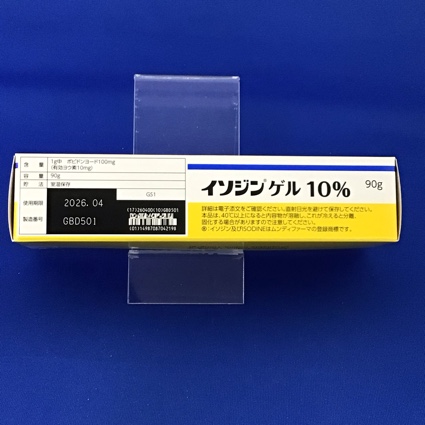 含 量 1g中 ポビドンヨード100mg
(有効ヨウ素10mg)
容 量 90g
貯 法 室温保存
GS1
使用期限 2026.04
製造番号 GBD501
イソジンゲル 10% 90g
詳細は電子添文をご確認ください。直射日光を避けて保存してください。
本品は、40℃以上になると内容物が溶融し、これが冷えると分離、
固化する場合がありますので注意してください。
®:イソジン及びISODINEはムンディファーマの登録商標です。